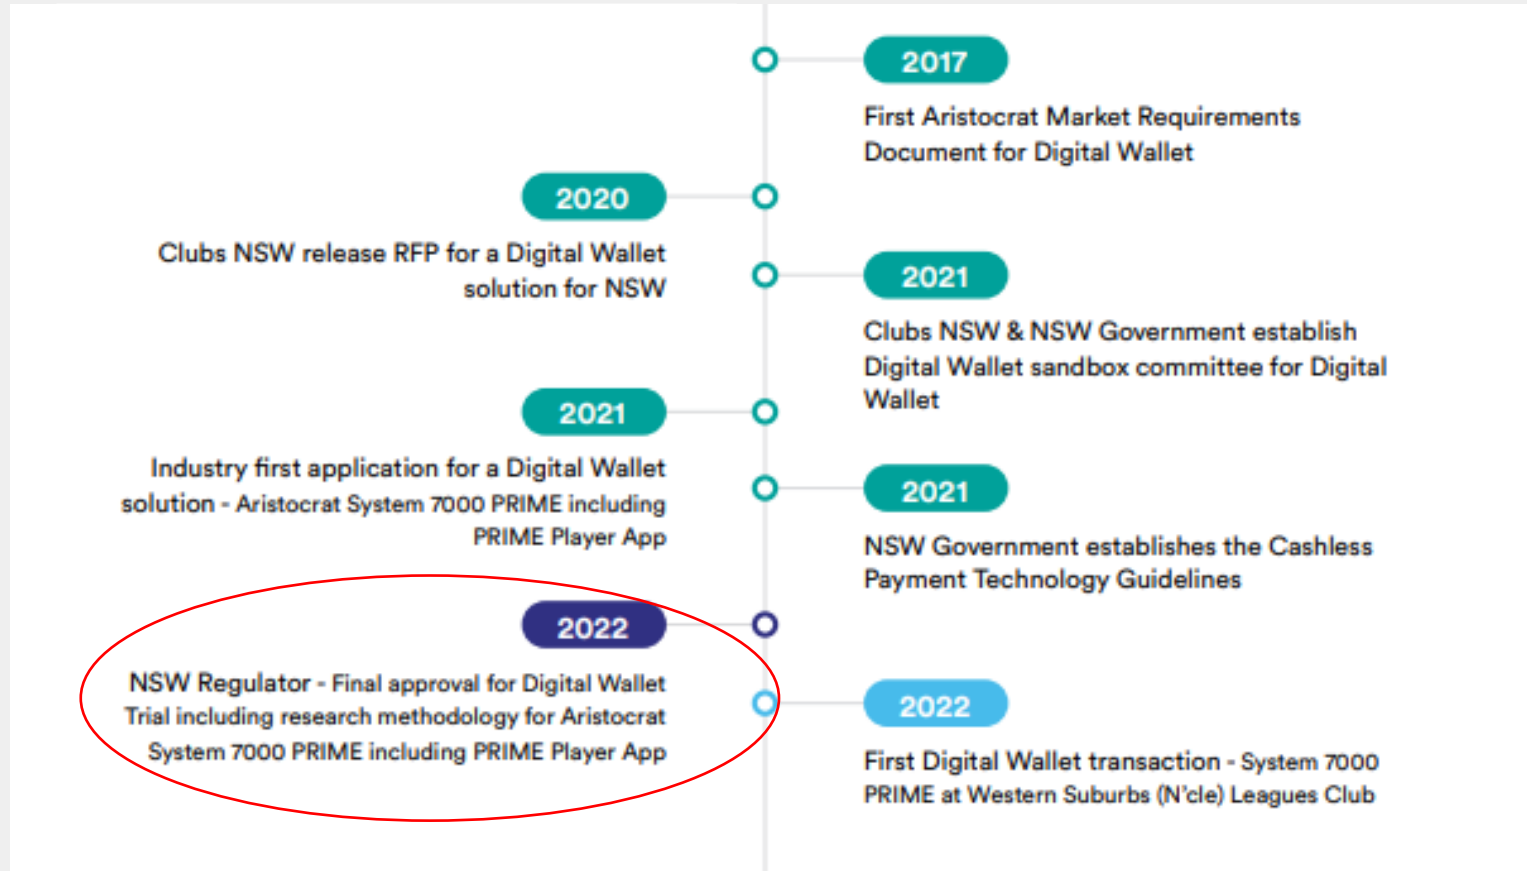 2017
First Aristocrat Market Requirements
Document for Digital Wallet
2020
Clubs NSW release RFP for a Digital Wallet
solution for NSW
2021
Clubs NSW & NSW Government establish
Digital Wallet sandbox committee for Digital
Wallet
2021
Industry first application for a Digital Wallet
solution - Aristocrat System 7000 PRIME including
PRIME Player App
2021
NSW Government establishes the Cashless
Payment Technology Guidelines
2022
NSW Regulator - Final approval for Digital Wallet
Trial including research methodology for Aristocrat
System 7000 PRIME including PRIME Player App
2022
First Digital Wallet transaction - System 7000
PRIME at Western Suburbs (N'cle) Leagues Club